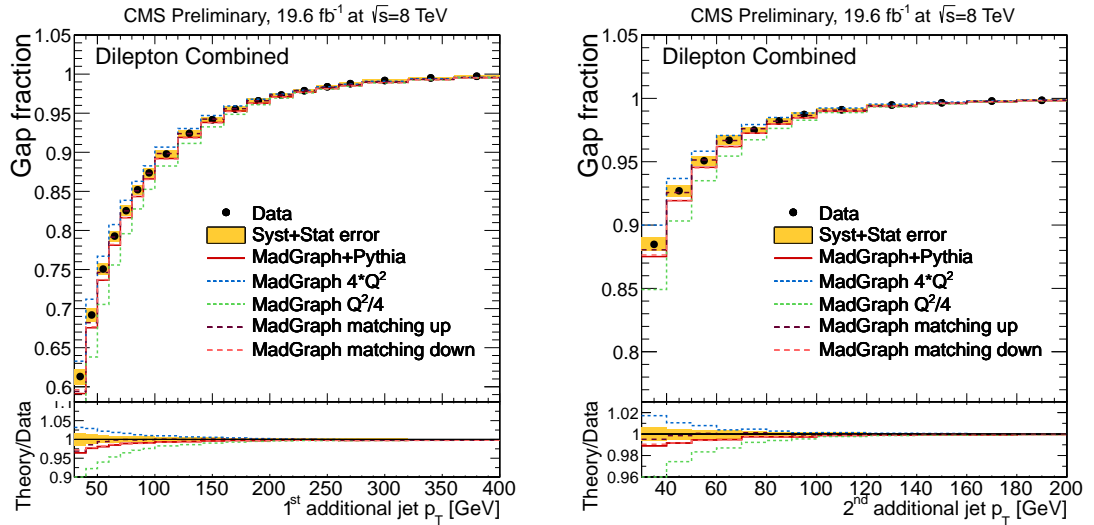 CMS Preliminary, 19.6 fb⁻¹ at √s=8 TeV
Dilepton Combined
Gap fraction
1.05
1
0.95
0.9
0.85
0.8
0.75
0.7
0.65
0.6
Data
Syst+Stat error
MadGraph+Pythia
MadGraph 4*Q²
MadGraph Q²/4
MadGraph matching up
MadGraph matching down
Theory/Data
1.1
1.05
1
0.95
0.9
50 100 150 200 250 300 350 400
1st additional jet p_T [GeV]
CMS Preliminary, 19.6 fb⁻¹ at √s=8 TeV
Dilepton Combined
Gap fraction
1.05
1
0.95
0.9
0.85
0.8
Data
Syst+Stat error
MadGraph+Pythia
MadGraph 4*Q²
MadGraph Q²/4
MadGraph matching up
MadGraph matching down
Theory/Data
1.02
1
0.98
0.96
40 60 80 100 120 140 160 180 200
2nd additional jet p_T [GeV]